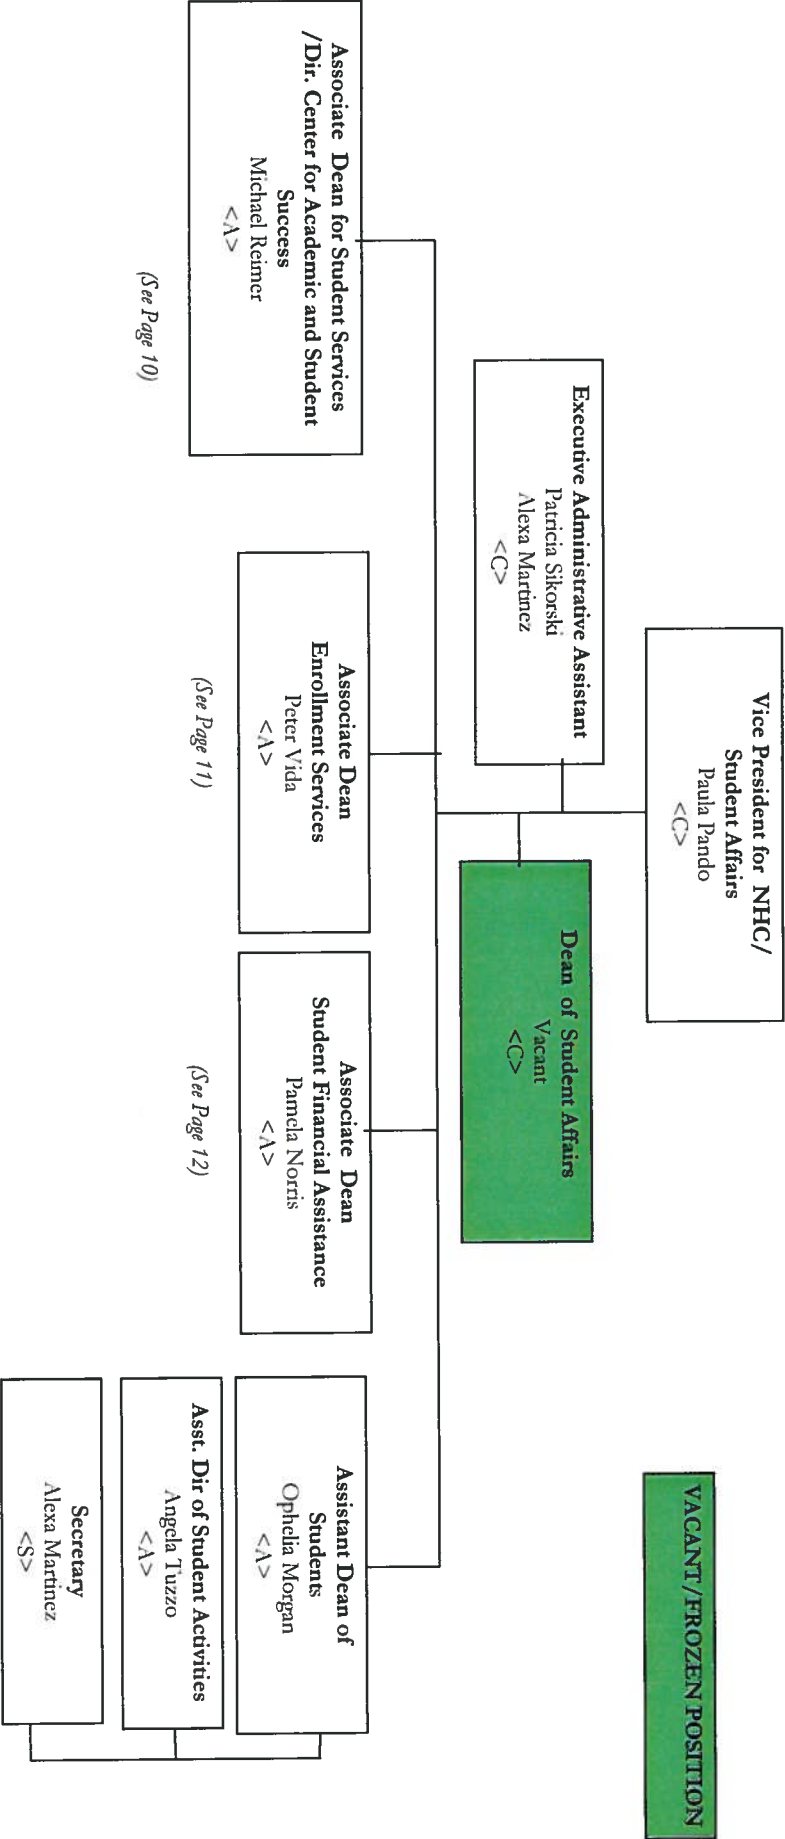 VACANT/FROZEN POSITION
Vice President for NHC/
Student Affairs
Paula Pando
<C>
Executive Administrative Assistant
Patricia Sikorski
Alexa Martinez
<C>
Dean of Student Affairs
Vacant
<C>
Associate Dean for Student Services
/Dir. Center for Academic and Student
Success
Michael Reimer
<A>
(See Page 10)
Associate Dean
Enrollment Services
Peter Vida
<A>
(See Page 11)
Associate Dean
Student Financial Assistance
Pamela Norris
<A>
(See Page 12)
Assistant Dean of
Students
Ophelia Morgan
<A>
Asst. Dir of Student Activities
Angela Tuzzo
<A>
Secretary
Alexa Martinez
<S>